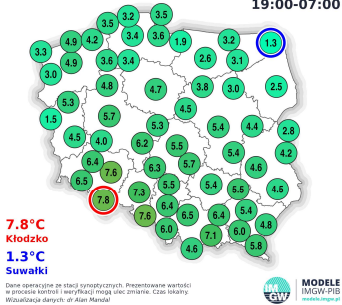 19:00-07:00
3.5 3.2 3.5
4.9 4.2 3.4 3.6 1.9 3.2 1.3
3.3
4.9 3.6 3.4 2.6 3.1
3.0
4.8 4.7 3.8 3.0 2.5
5.3 4.5
1.5 5.7
5.3 5.4 4.4 2.8
4.5 4.0 6.2 5.5 5.4 4.2
6.4 7.6 6.3 5.7 4.6
6.5 7.3 5.5 5.4 5.5 4.6
7.8 6.4
7.6 6.5 6.4 5.4
6.0 7.1 6.0 4.8
4.6 5.8
7.8°C
Kłodzko
1.3°C
Suwałki
Dane operacyjne ze stacji synoptycznych. Prezentowane wartości
w procesie kontroli i weryfikacji mogą ulec zmianie. Czas lokalny.
Wizualizacja danych: dr Alan Mandal
IM
GW
MODELE
IMGW-PIB
modele.imgw.pl